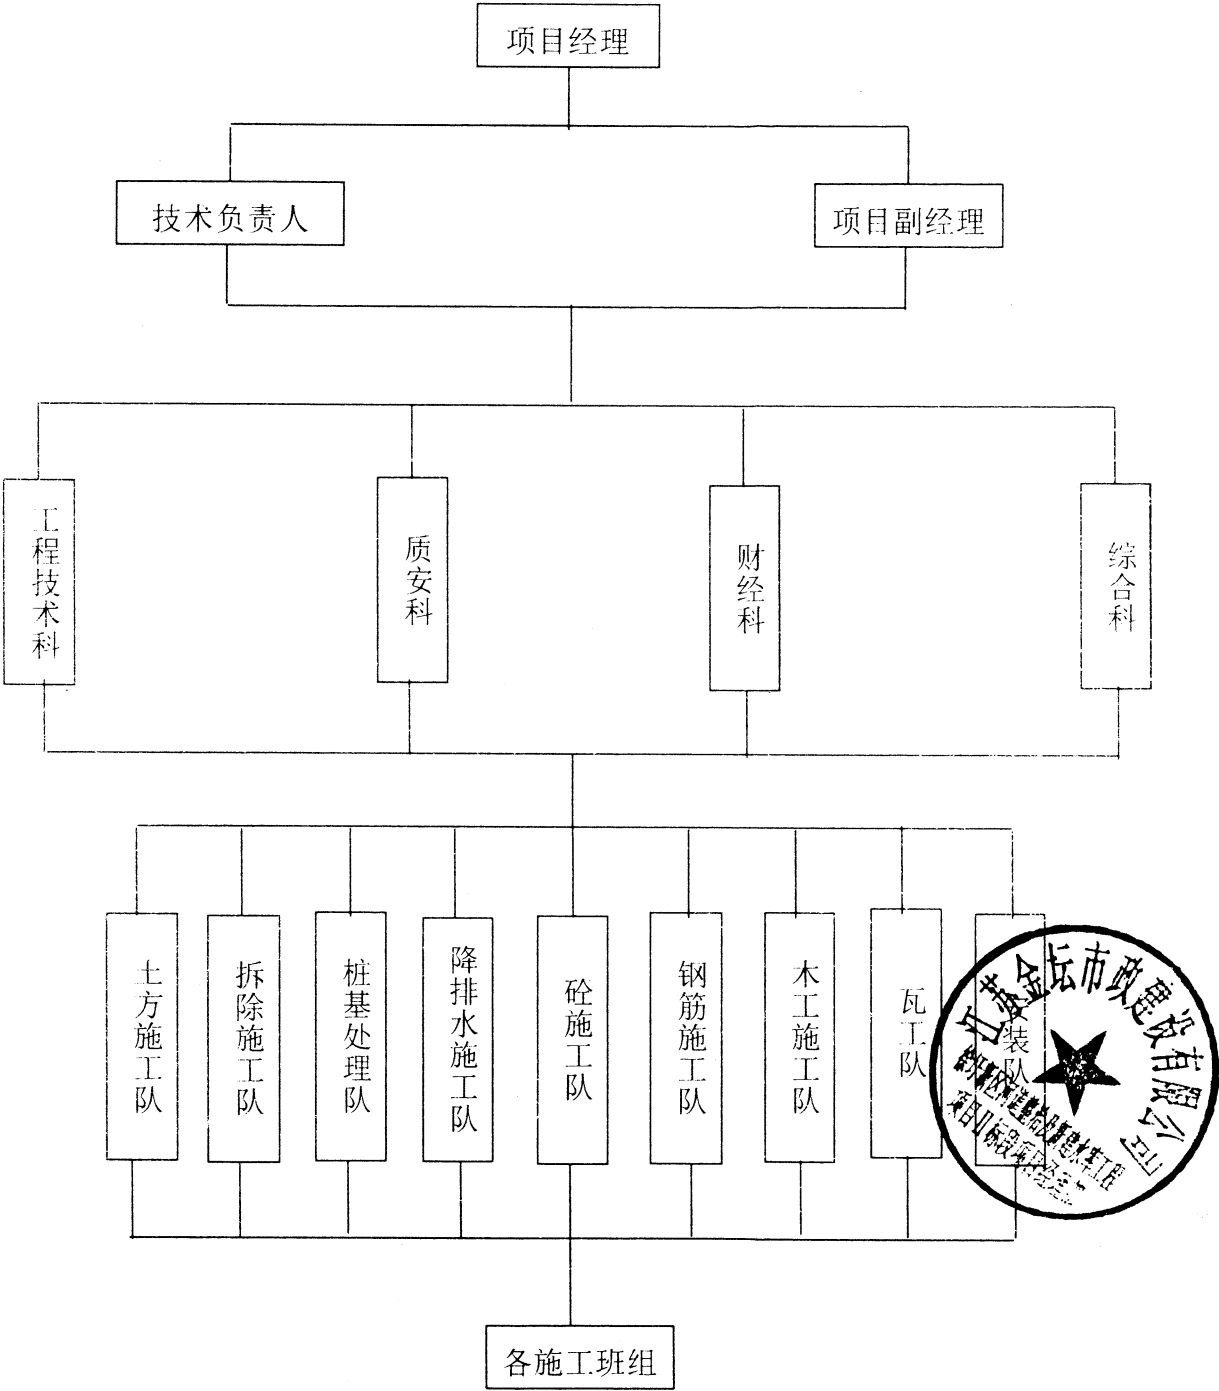 项目经理
技术负责人
项目副经理
工程技术科
质安科
财经科
综合科
土方施工队
拆除施工队
桩基处理队
降排水施工队
砼施工队
钢筋施工队
木工施工队
瓦工队
装队
江苏金坛市政建设有限公司
各施工班组